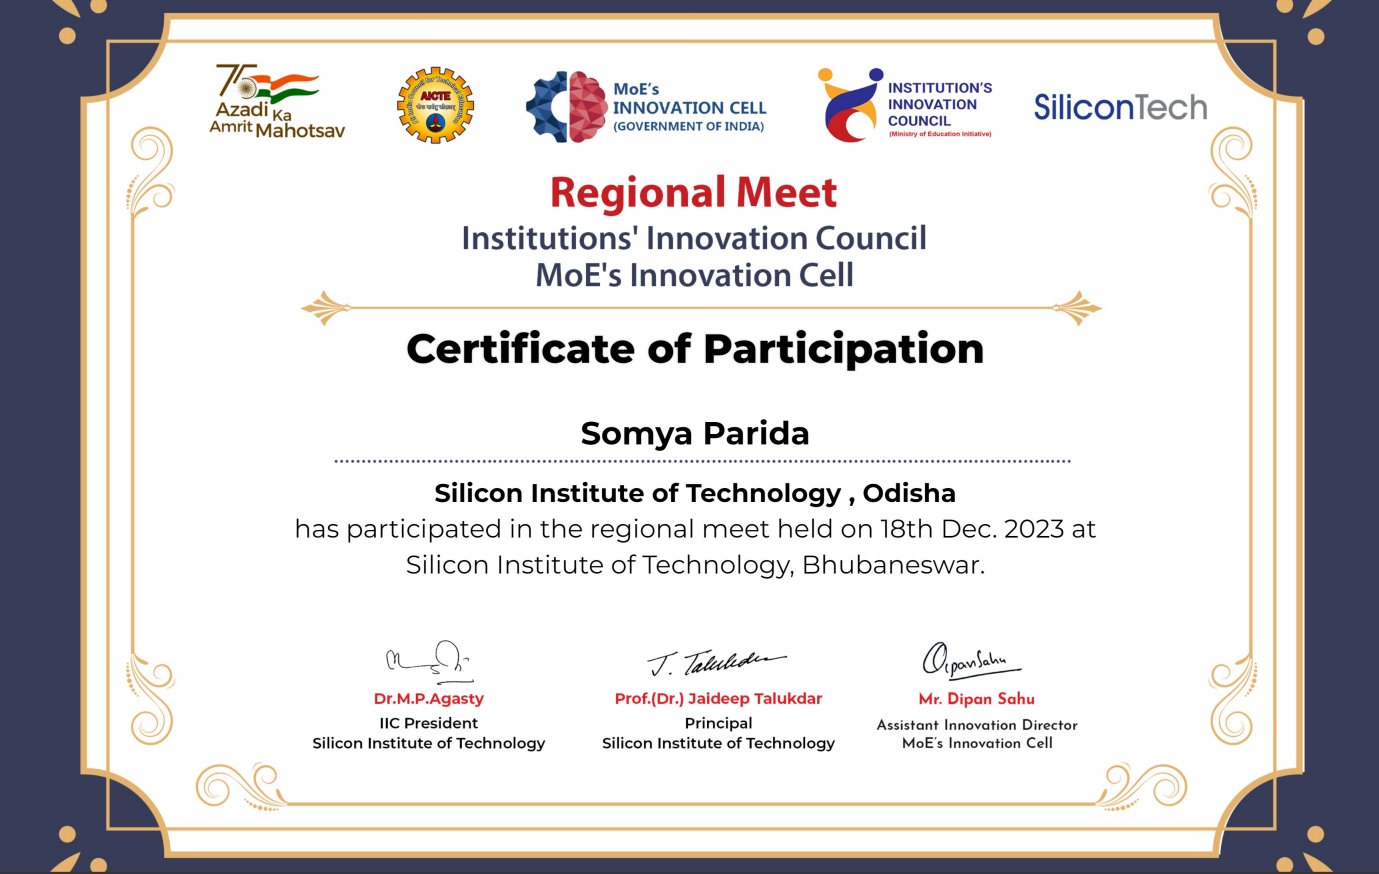 75
Azadi
Ka
Amrit Mahotsav
AICTE
MoE's
INNOVATION CELL
(GOVERNMENT OF INDIA)
INSTITUTION'S
INNOVATION
COUNCIL
(Ministry of Education Initiative)
SiliconTech
Regional Meet
Institutions' Innovation Council
MoE's Innovation Cell
Certificate of Participation
Somya Parida
Silicon Institute of Technology , Odisha
has participated in the regional meet held on 18th Dec. 2023 at
Silicon Institute of Technology, Bhubaneswar.
J. Talukdar
Dipan Sahu
Dr.M.P.Agasty
Prof.(Dr.) Jaideep Talukdar
Mr. Dipan Sahu
IIC President
Principal
Assistant Innovation Director
Silicon Institute of Technology
Silicon Institute of Technology
MoE's Innovation Cell